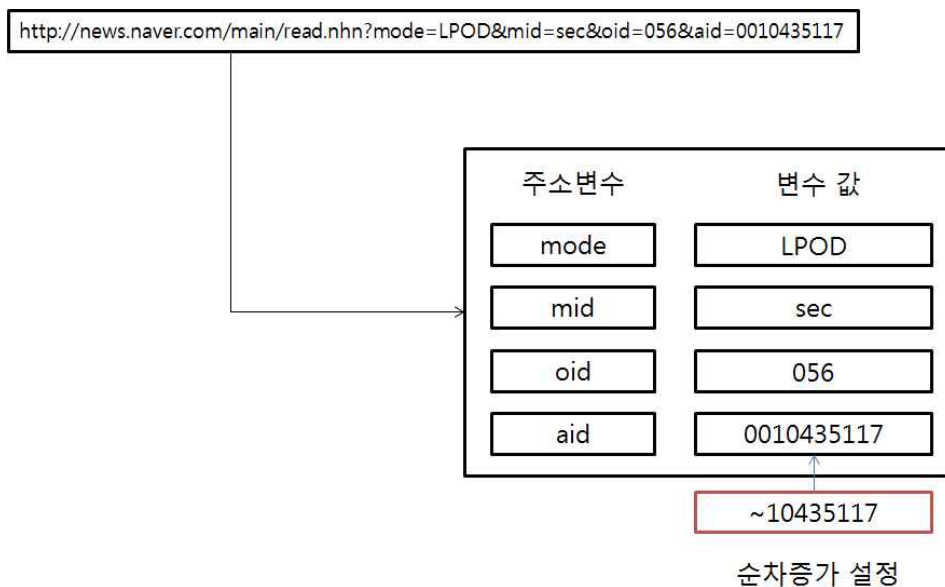 http://news.naver.com/main/read.nhn?mode=LPOD&mid=sec&oid=056&aid=0010435117
주소변수 변수 값
mode LPOD
mid sec
oid 056
aid 0010435117
~10435117
순차증가 설정